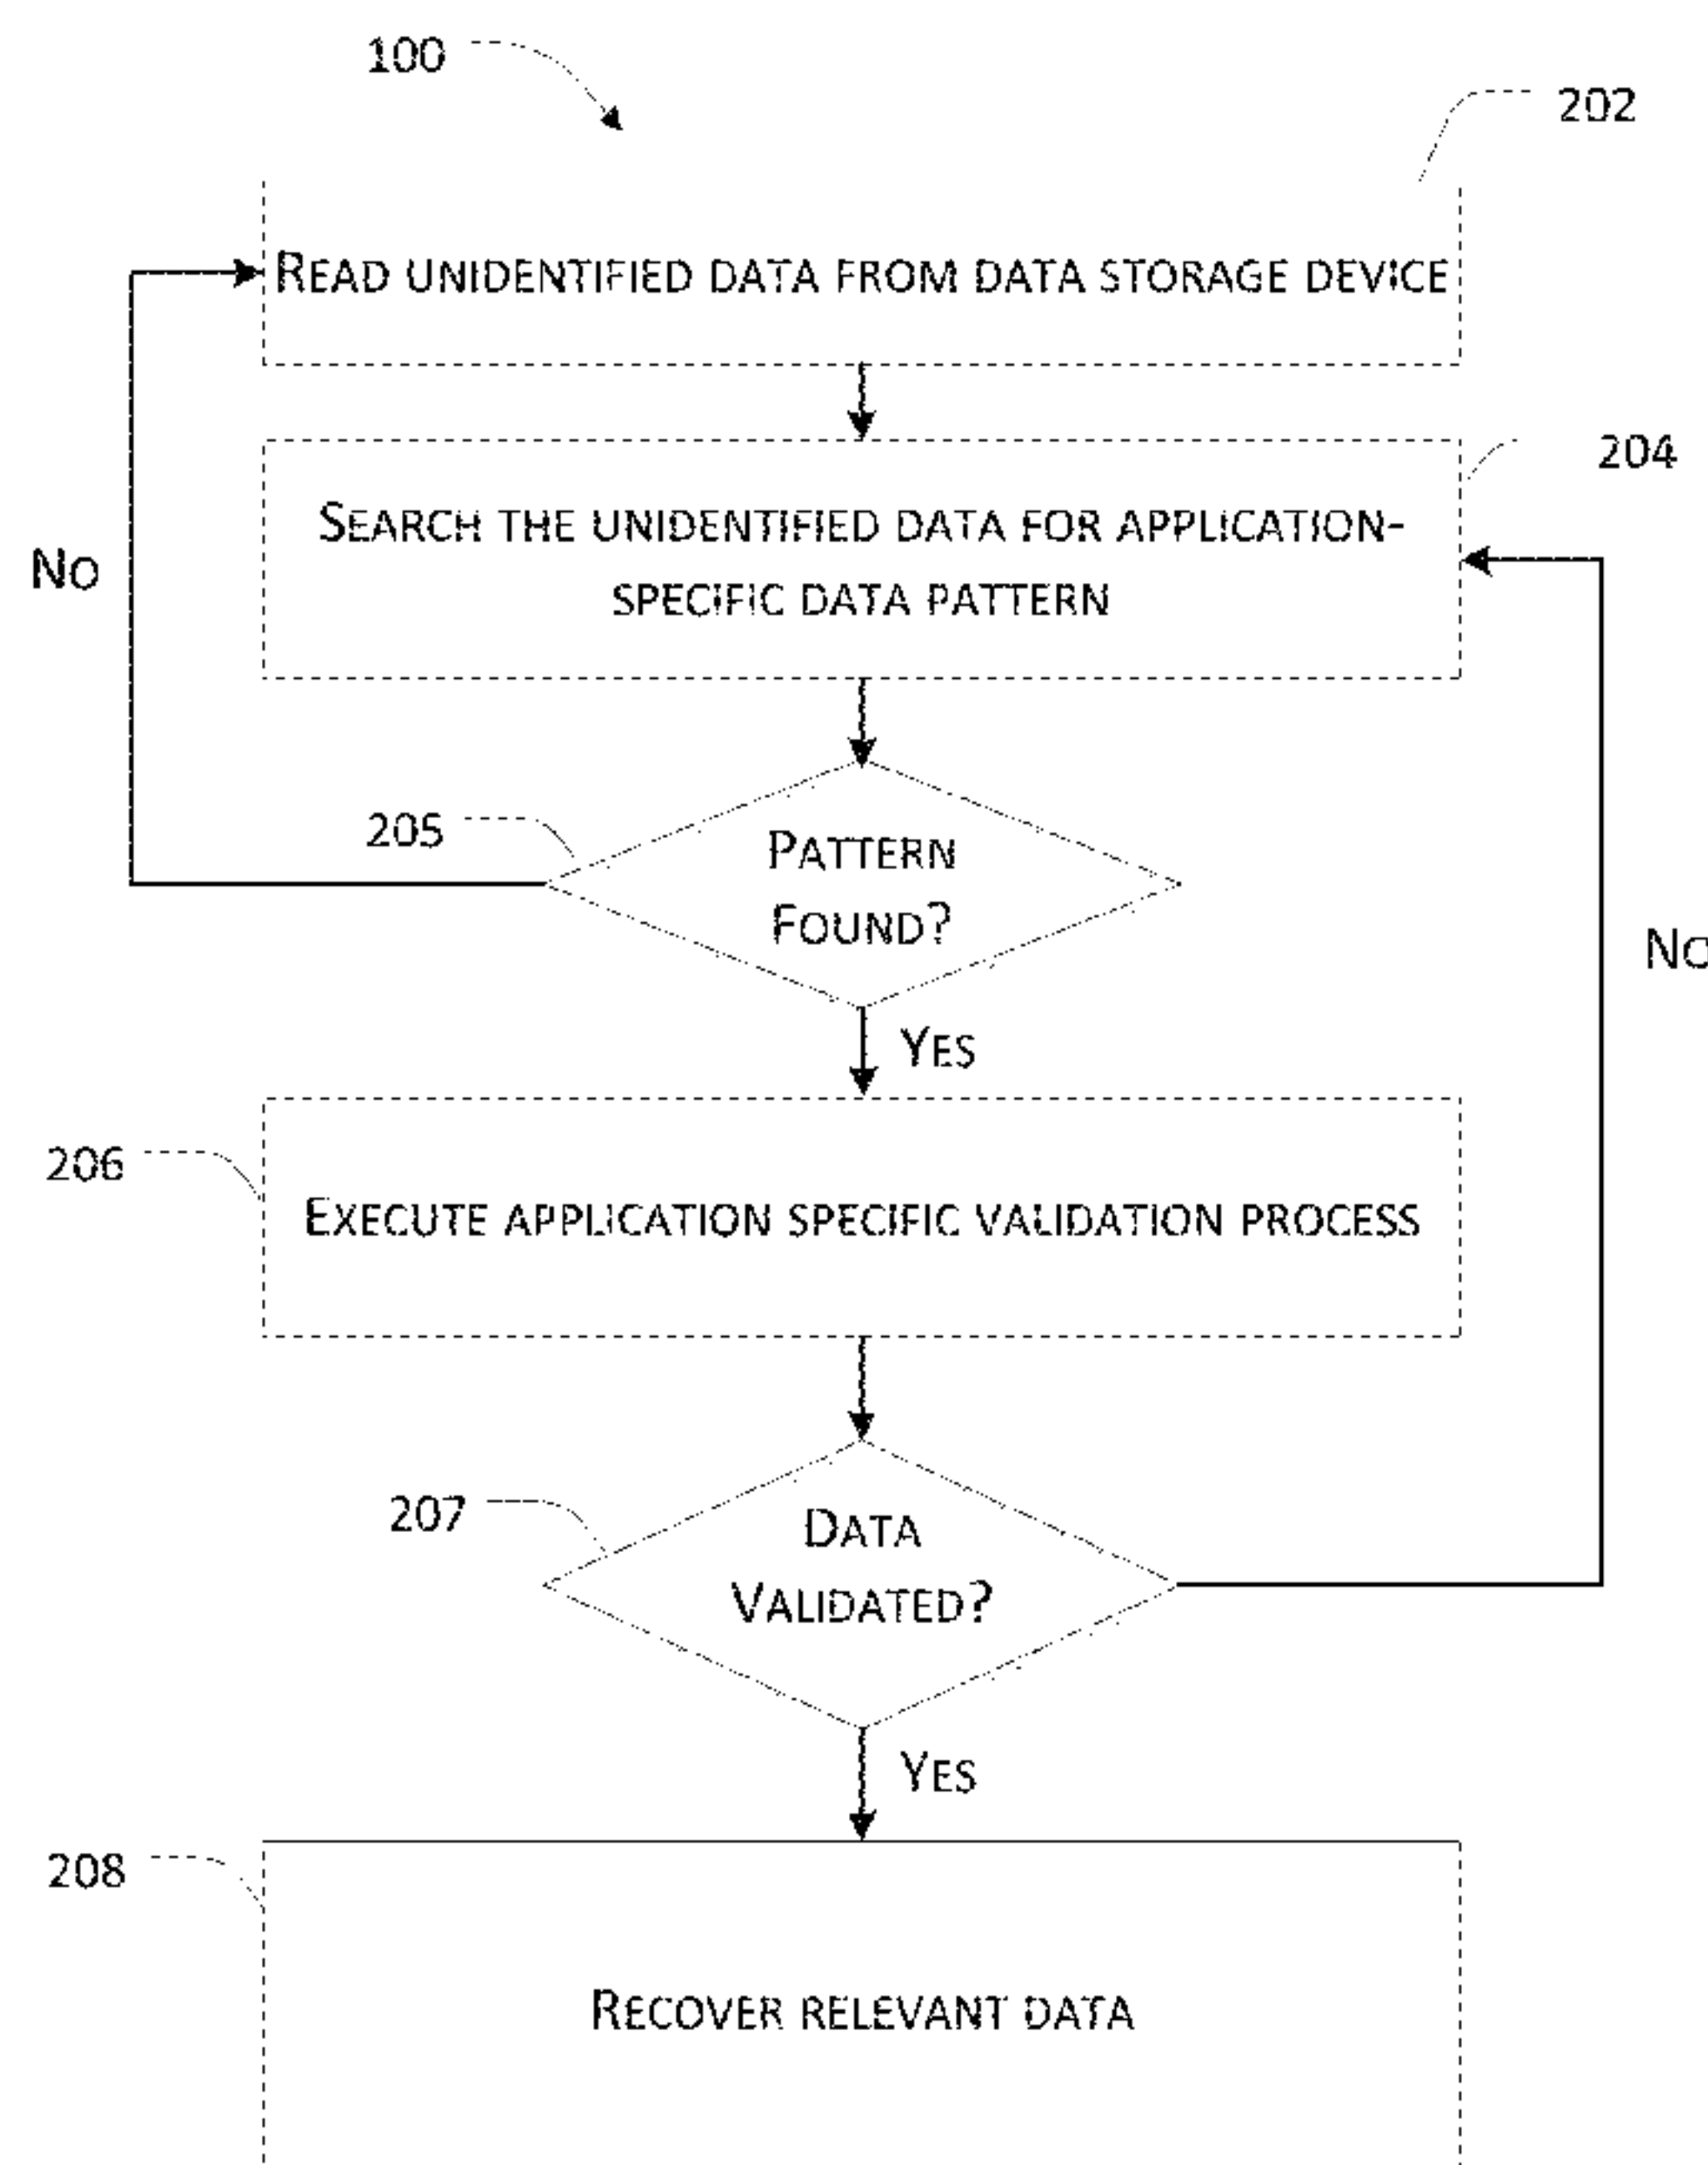 100
202
READ UNIDENTIFIED DATA FROM DATA STORAGE DEVICE
204
SEARCH THE UNIDENTIFIED DATA FOR APPLICATION-
SPECIFIC DATA PATTERN
NO
205
PATTERN
FOUND?
NO
YES
206
EXECUTE APPLICATION SPECIFIC VALIDATION PROCESS
207
DATA
VALIDATED?
YES
208
RECOVER RELEVANT DATA